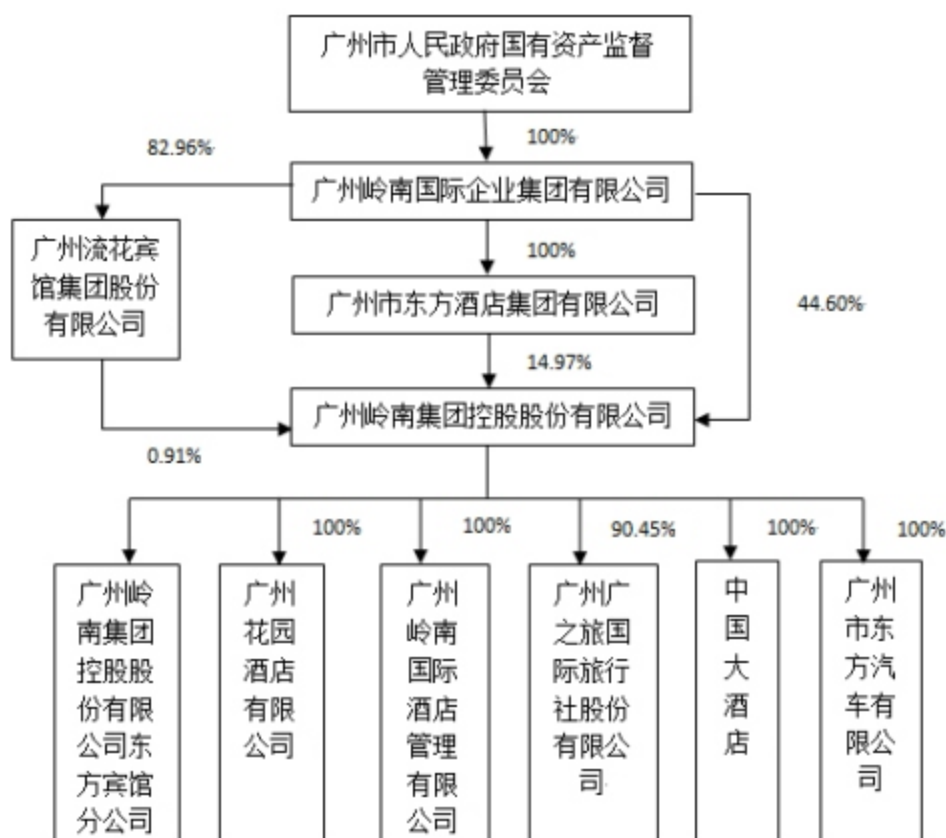 广州市人民政府国有资产监督
管理委员会
100%
82.96%
广州岭南国际企业集团有限公司
广州流花宾
馆集团股份
有限公司
100%
广州市东方酒店集团有限公司
44.60%
14.97%
广州岭南集团控股股份有限公司
0.91%
100%
100%
90.45%
100%
100%
广州岭
南集团
控股股
份有限
公司东
方宾馆
分公司
广州
花园
酒店
有限
公司
广州
岭南
国际
酒店
管理
有限
公司
广州广
之旅国
际旅行
社股份
有限公
司
中
国
大
酒
店
广州
市东
方汽
车有
限公
司